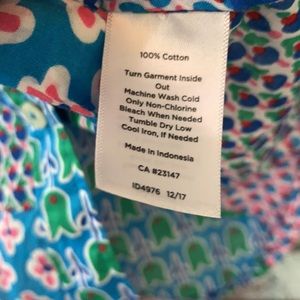 100% Cotton
Turn Garment Inside
Out
Machine Wash Cold
Only Non-Chlorine
Bleach When Needed
Tumble Dry Low
Cool Iron, If Needed
Made in Indonesia
CA #23147
ID4976 12/17